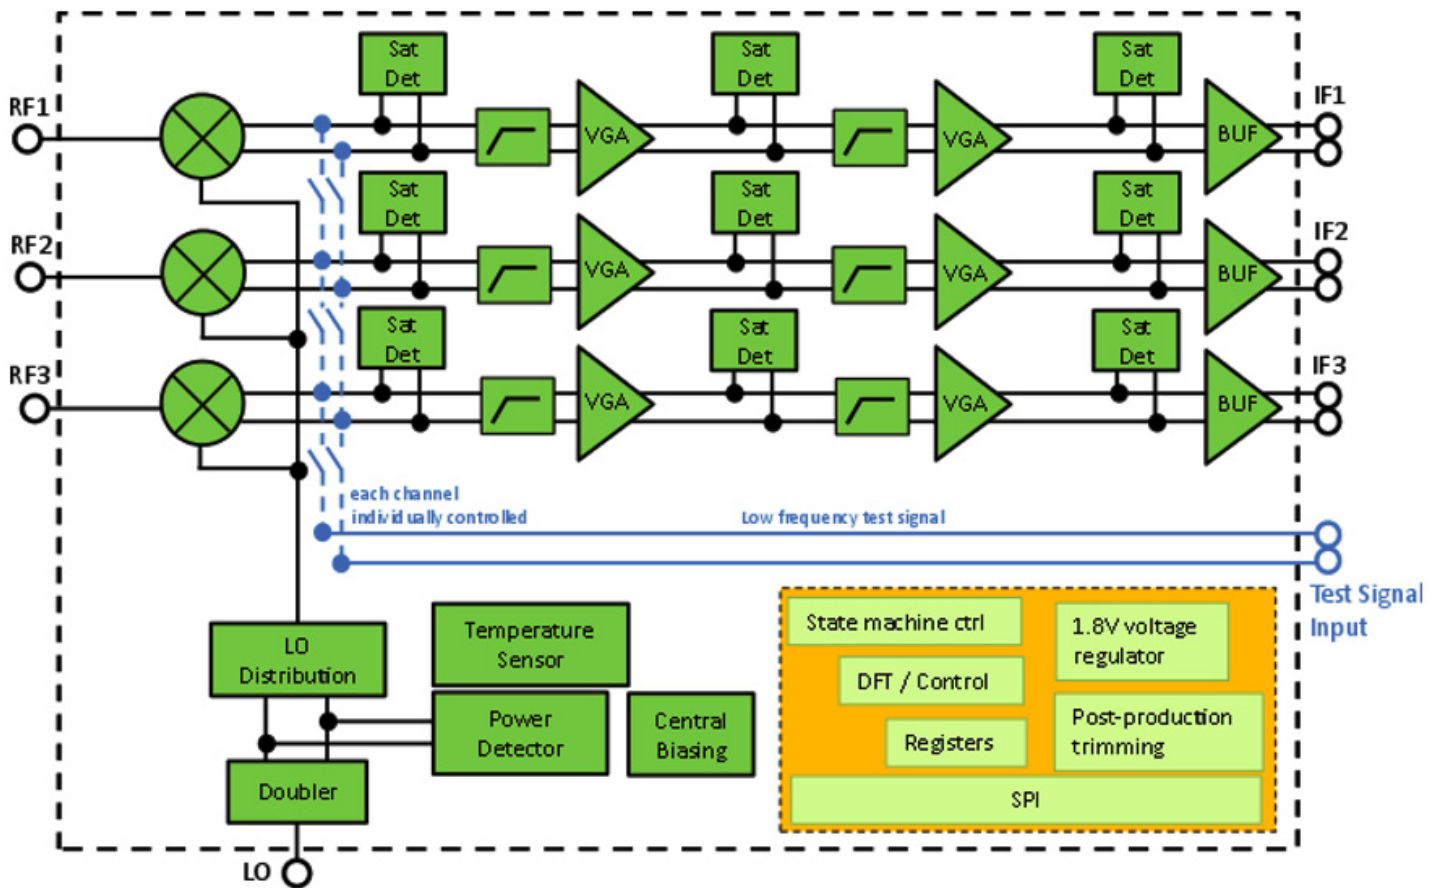 Sat
Det
Sat
Det
Sat
Det
RF1
IF1
VGA
VGA
BUF
Sat
Det
Sat
Det
Sat
Det
RF2
IF2
VGA
VGA
BUF
Sat
Det
Sat
Det
Sat
Det
RF3
IF3
VGA
VGA
BUF
each channel
individually controlled
Low frequency test signal
Test Signal
Input
LO
Distribution
Temperature
Sensor
Power
Detector
Central
Biasing
Doubler
LO
State machine ctrl
1.8V voltage
regulator
DFT / Control
Registers
Post-production
trimming
SPI